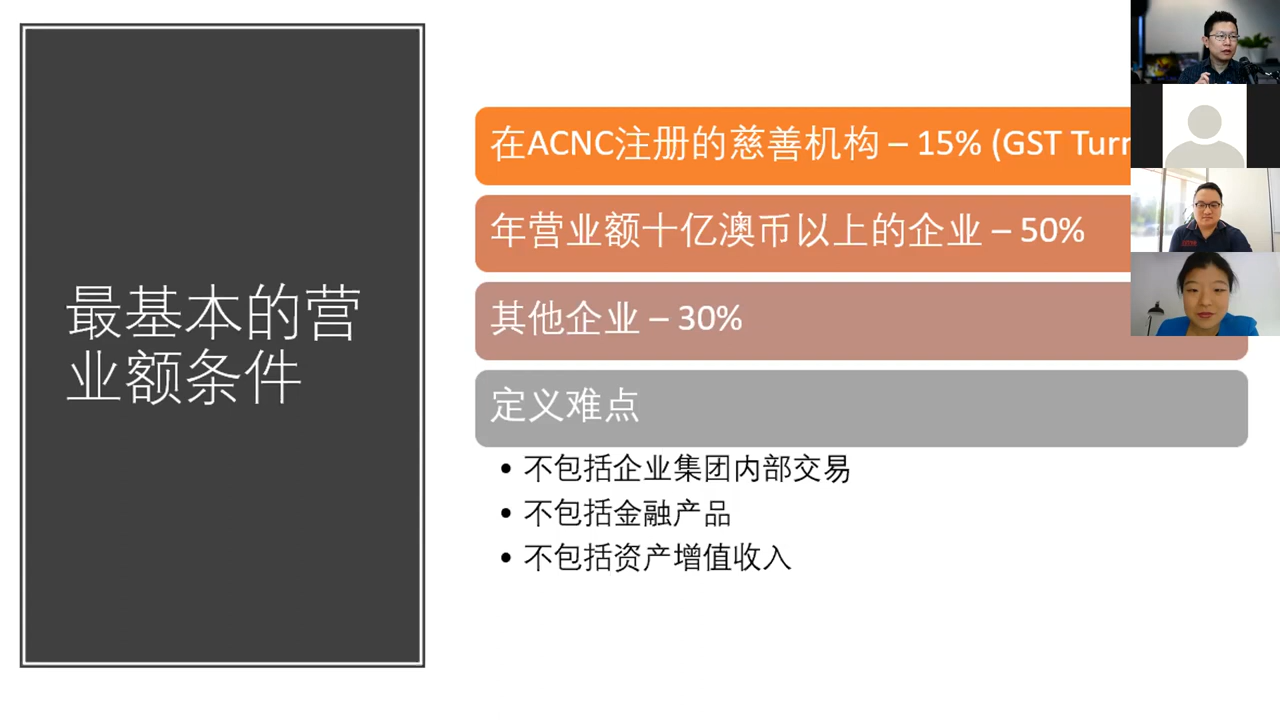 最基本的营
业额条件
在ACNC注册的慈善机构 – 15% (GST
年营业额十亿澳币以上的企业 – 50%
其他企业 – 30%
定义难点
• 不包括企业集团内部交易
• 不包括金融产品
• 不包括资产增值收入